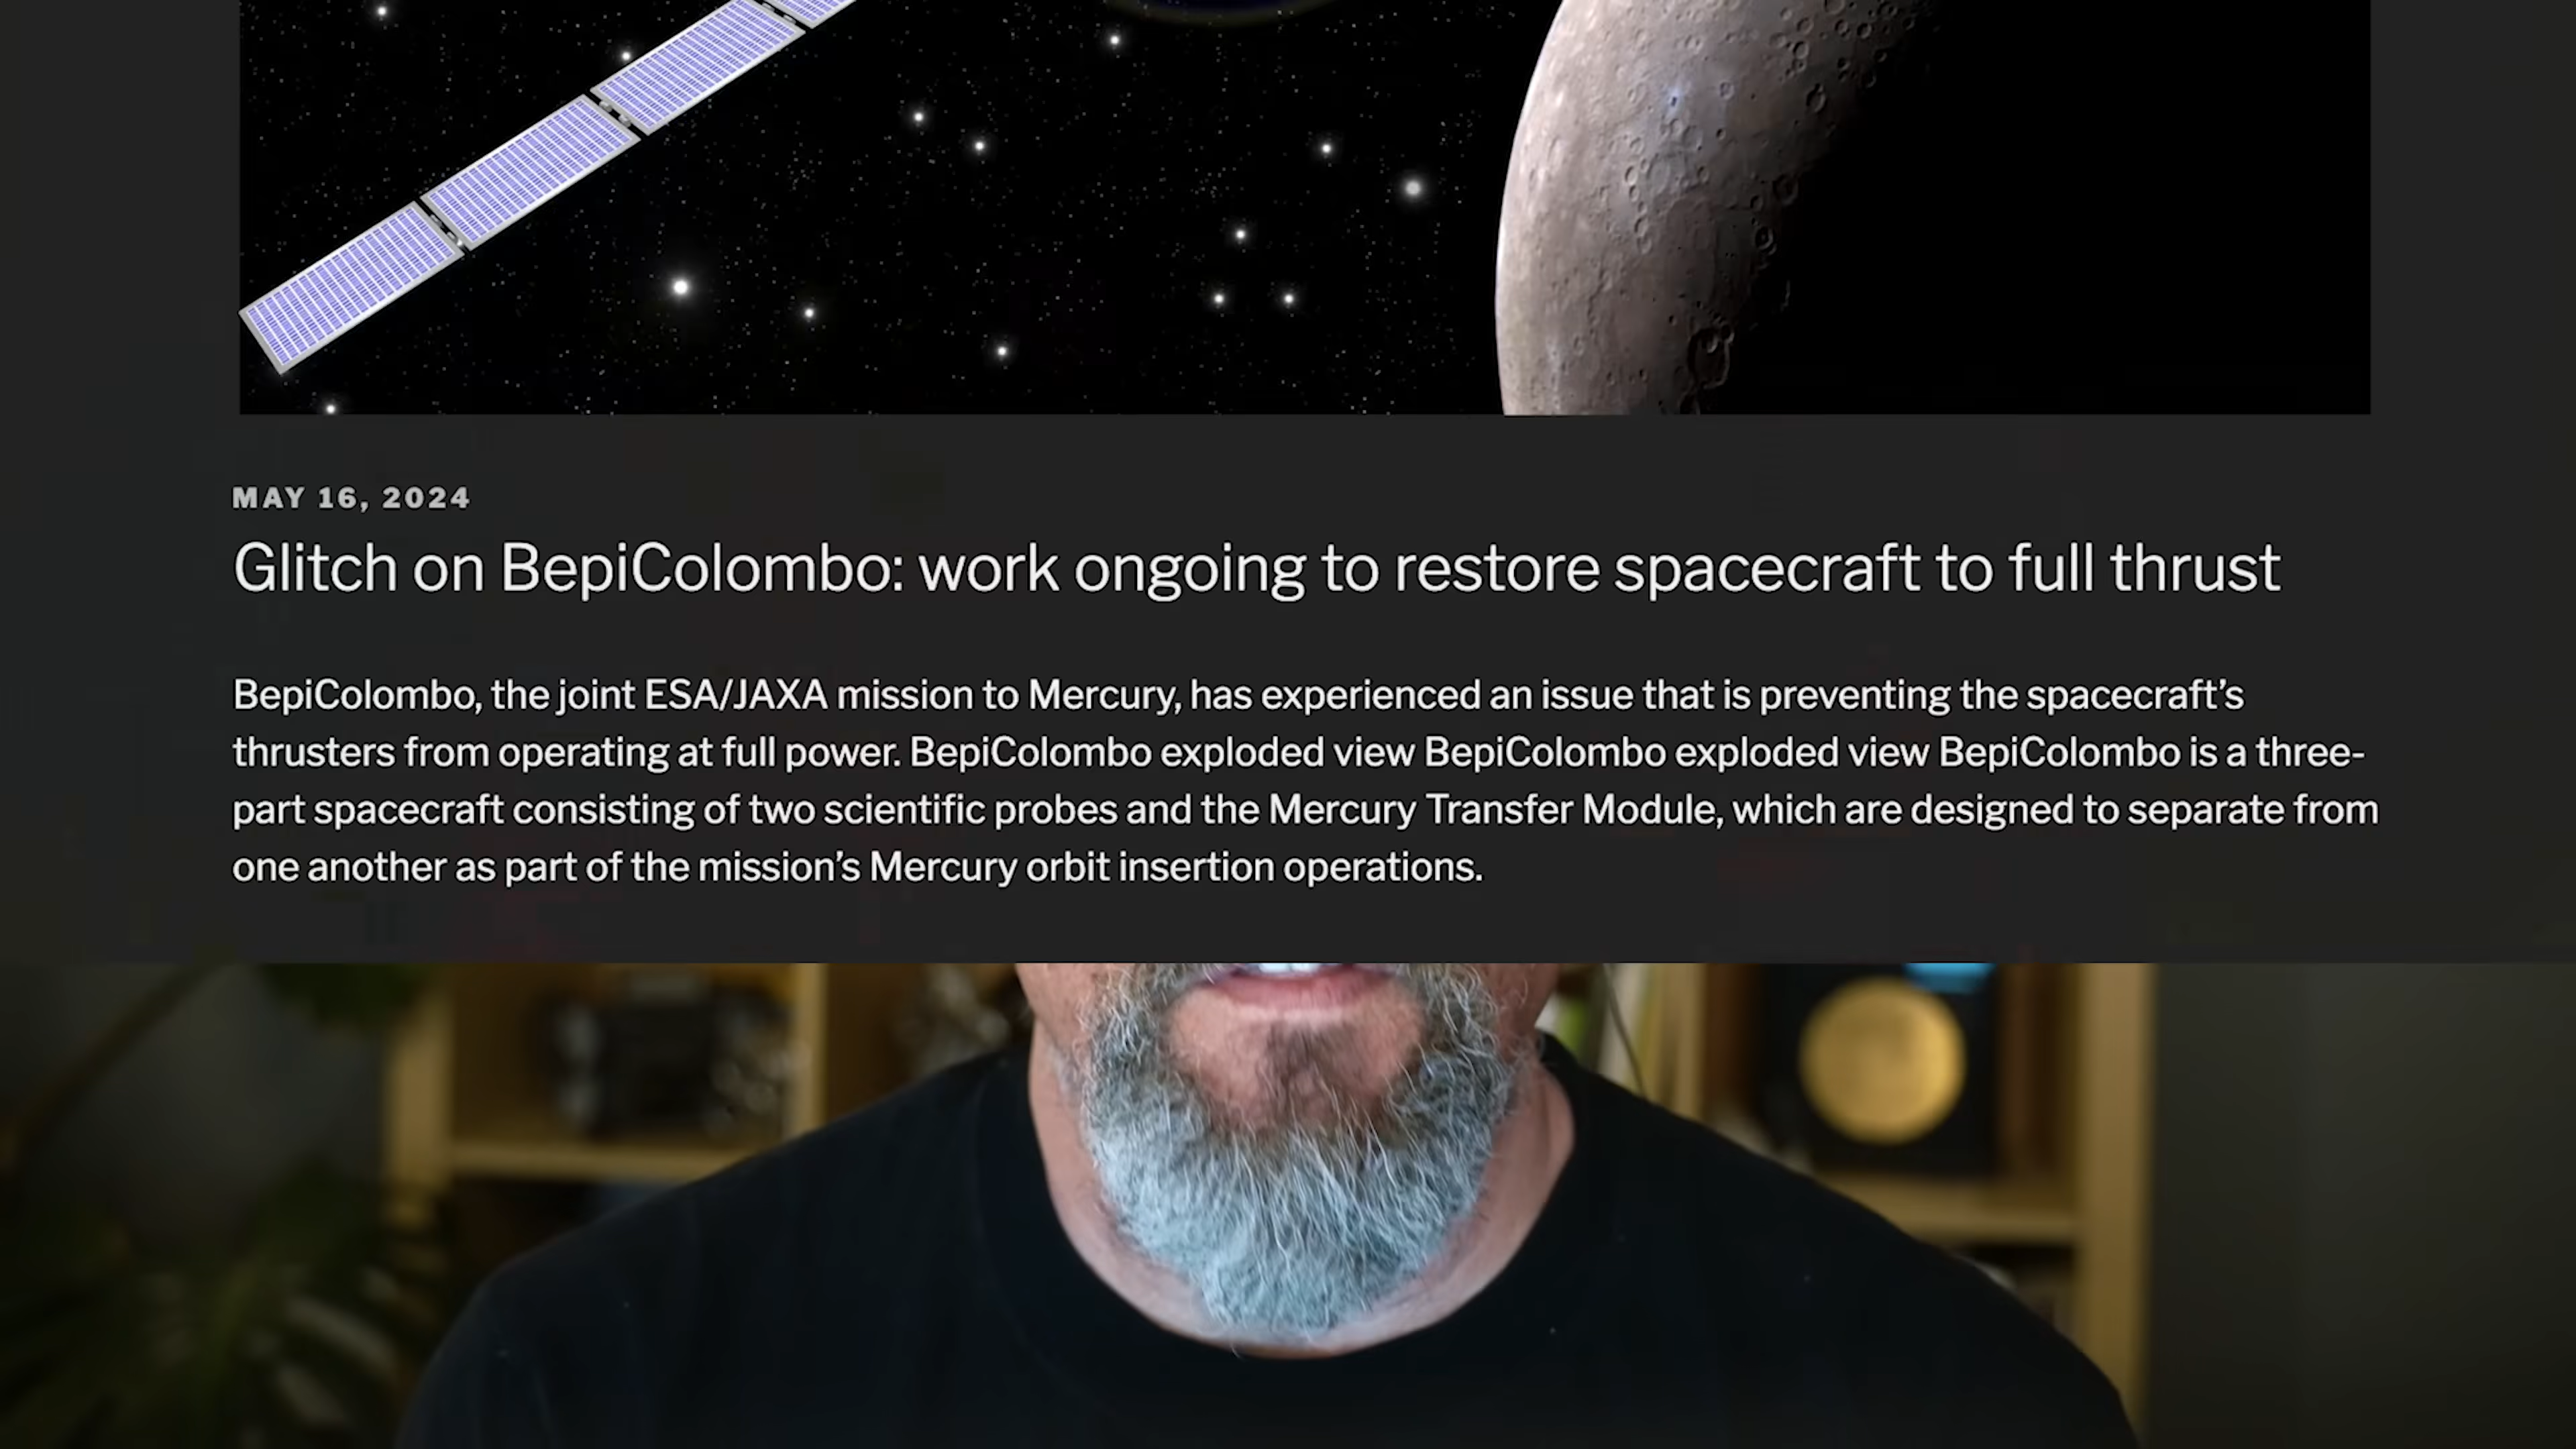 MAY 16, 2024
Glitch on BepiColombo: work ongoing to restore spacecraft to full thrust
BepiColombo, the joint ESA/JAXA mission to Mercury, has experienced an issue that is preventing the spacecraft’s
thrusters from operating at full power. BepiColombo exploded view BepiColombo exploded view BepiColombo is a three-
part spacecraft consisting of two scientific probes and the Mercury Transfer Module, which are designed to separate from
one another as part of the mission’s Mercury orbit insertion operations.